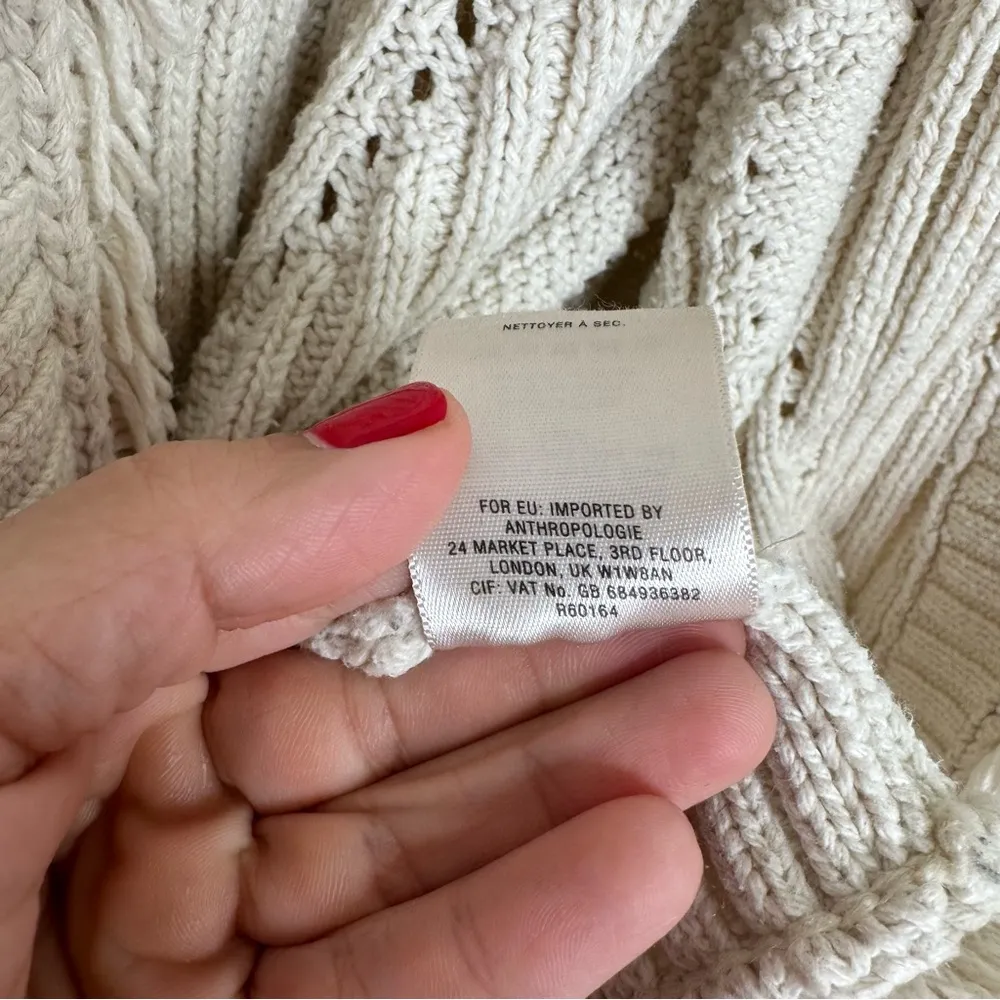 NETTOYER À SEC.
FOR EU: IMPORTED BY
ANTHROPOLOGIE
24 MARKET PLACE, 3RD FLOOR,
LONDON, UK W1W8AN
CIF: VAT No. GB 684936382
R60164